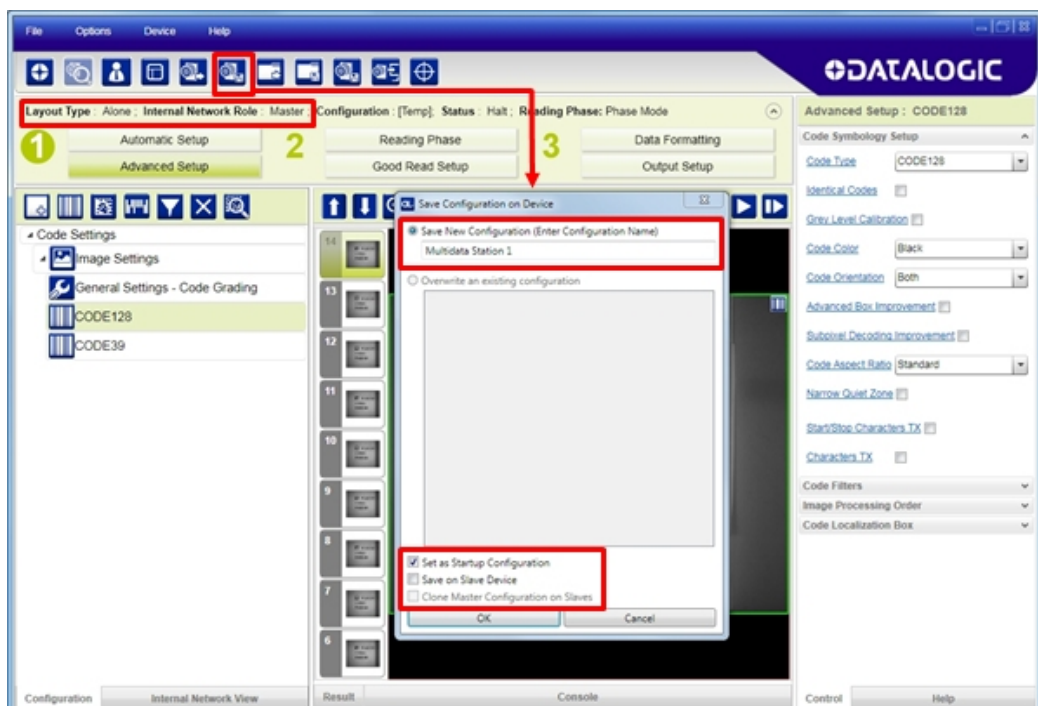 File Options Device Help
DATALOGIC
Layout Type : Alone ; Internal Network Role : Master ; Configuration : [Temp]; Status : Halt ; Reading Phase: Phase Mode
1
Automatic Setup
Advanced Setup
2
Reading Phase
Good Read Setup
3
Data Formatting
Output Setup
Code Settings
Image Settings
General Settings - Code Grading
CODE128
CODE39
14
13
12
11
10
9
8
7
6
Save Configuration on Device
Save New Configuration (Enter Configuration Name)
Multidata Station 1
Overwrite an existing configuration
Set as Startup Configuration
Save on Slave Device
Clone Master Configuration on Slaves
OK Cancel
Advanced Setup : CODE128
Code Symbology Setup
Code Type CODE128
Identical Codes
Grey Level Calibration
Code Color Black
Code Orientation Both
Advanced Box Improvement
Subpixel Decoding Improvement
Code Aspect Ratio Standard
Narrow Quiet Zone
Start/Stop Characters TX
Characters TX
Code Filters
Image Processing Order
Code Localization Box
Configuration Internal Network View
Result Console
Control Help